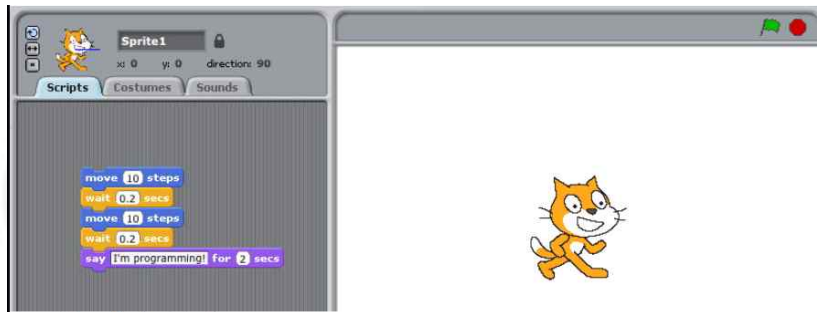 Sprite1
x: 0 y: 0 direction: 90
Scripts Costumes Sounds
move 10 steps
wait 0.2 secs
move 10 steps
wait 0.2 secs
say I'm programming! for 2 secs